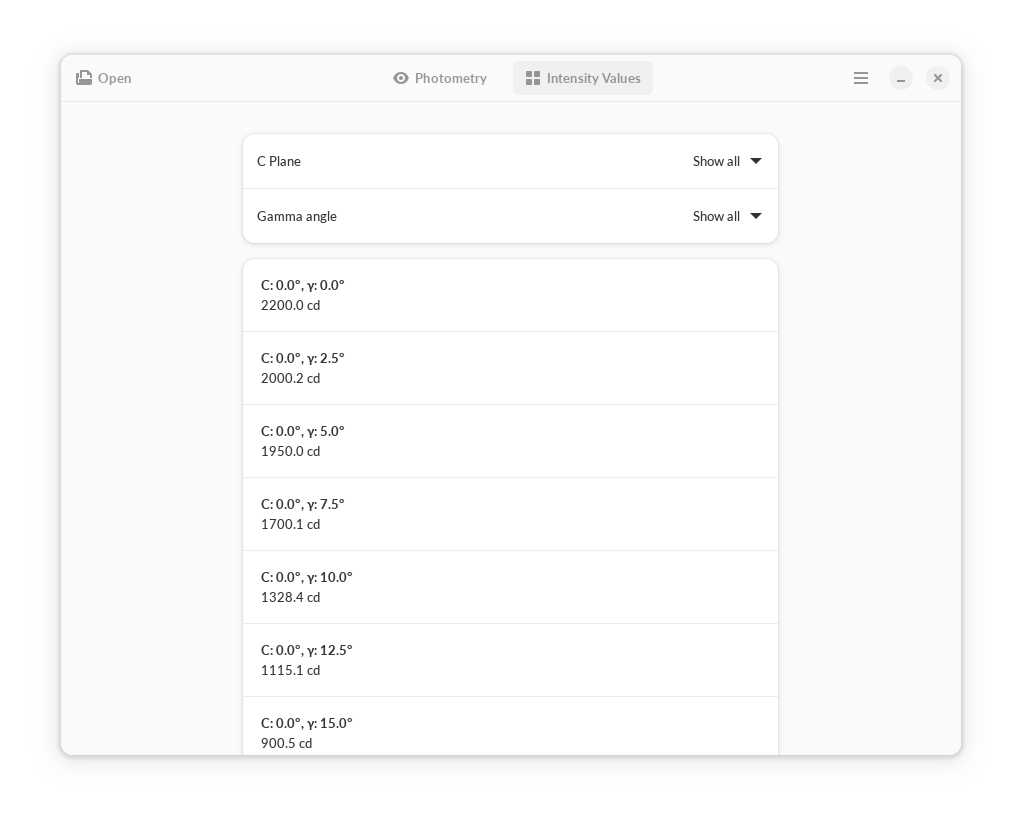 Open
Photometry
Intensity Values
C Plane
Show all
Gamma angle
Show all
C: 0.0°, γ: 0.0°
2200.0 cd
C: 0.0°, γ: 2.5°
2000.2 cd
C: 0.0°, γ: 5.0°
1950.0 cd
C: 0.0°, γ: 7.5°
1700.1 cd
C: 0.0°, γ: 10.0°
1328.4 cd
C: 0.0°, γ: 12.5°
1115.1 cd
C: 0.0°, γ: 15.0°
900.5 cd